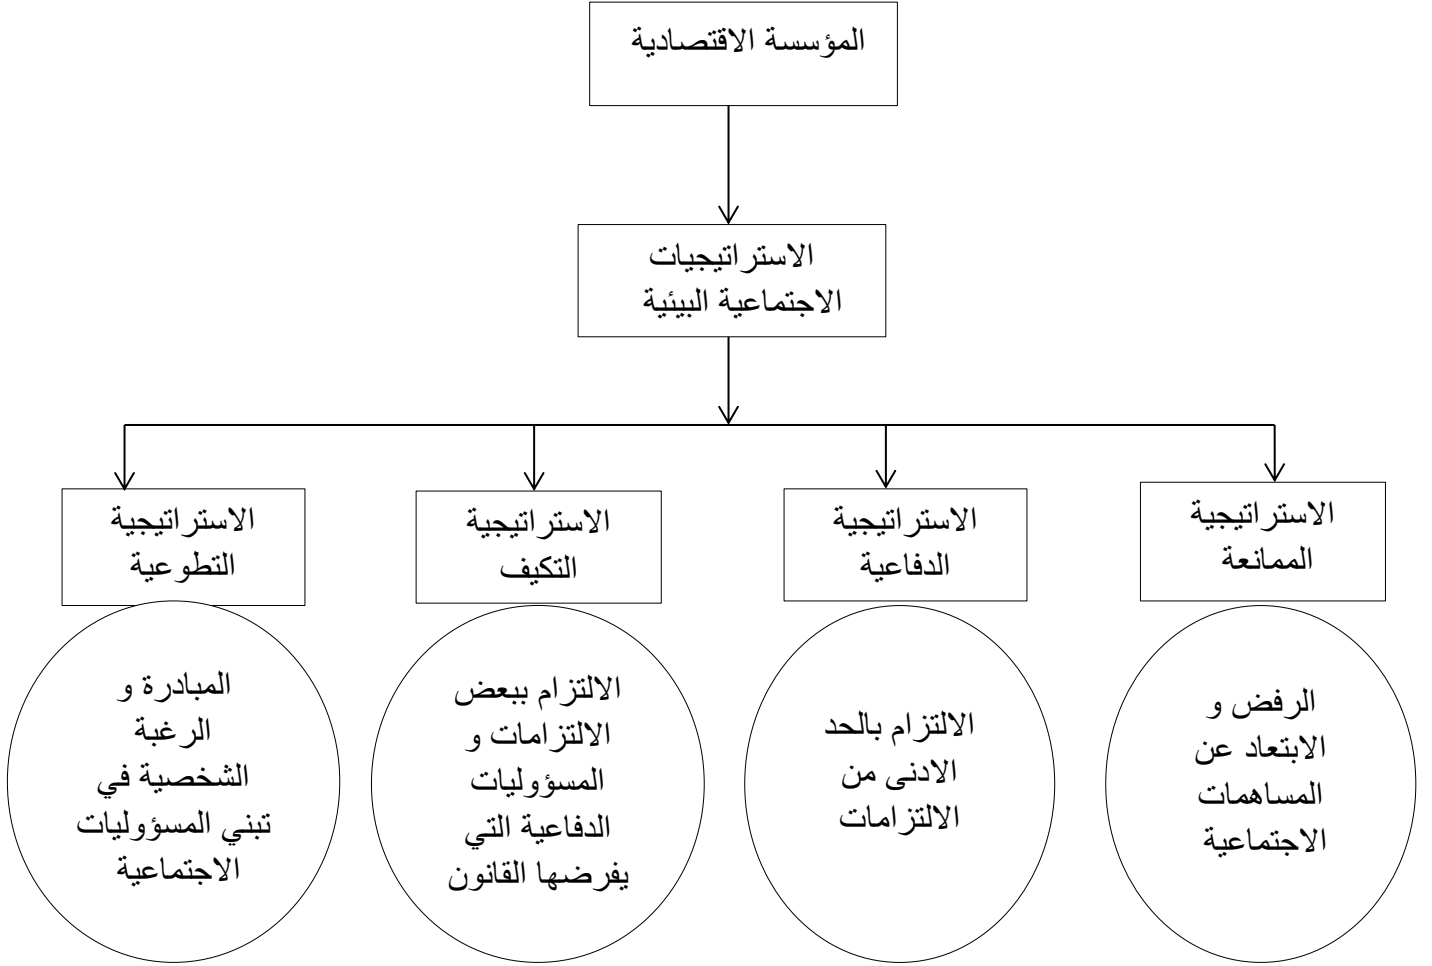 المؤسسة الاقتصادية
الاستراتيجيات
الاجتماعية البيئية
الاستراتيجية
الممانعة
الاستراتيجية
الدفاعية
الاستراتيجية
التكيف
الاستراتيجية
التطوعية
الرفض و
الابتعاد عن
المساهمات
الاجتماعية
الالتزام بالحد
الادنى من
الالتزامات
الالتزام ببعض
الالتزامات و
المسؤوليات
الدفاعية التي
يفرضها القانون
المبادرة و
الرغبة
الشخصية في
تبني المسؤوليات
الاجتماعية